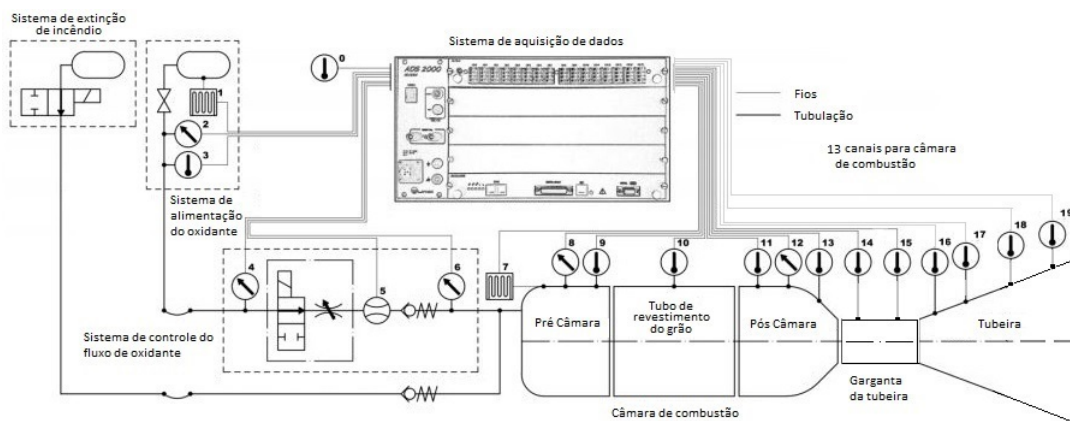 Sistema de extinção
de incêndio
Sistema de aquisição de dados
0
ADS 2000
1
2
3
Fios
Tubulação
13 canais para câmara
de combustão
Sistema de
alimentação
do oxidante
4
5
6
7
8
9
10
11
12
13
14
15
16
17
18
19
Sistema de controle do
fluxo de oxidante
Pré Câmara
Tubo de
revestimento
do grão
Pós Câmara
Tubeira
Garganta
da tubeira
Câmara de combustão